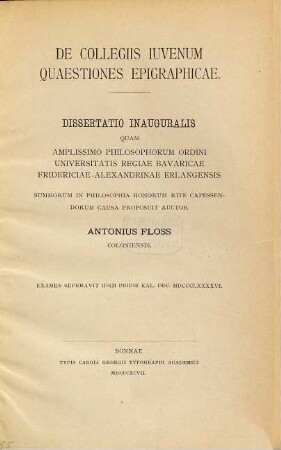 DE COLLEGIIS IUVENUM
QUAESTIONES EPIGRAPHICAE.
DISSERTATIO INAUGURALIS
QUAM
AMPLISSIMO PHILOSOPHORUM ORDINI
UNIVERSITATIS REGIAE BAVARICAE
FRIDERICIAE-ALEXANDRINAE ERLANGENSIS
SUMMORUM IN PHILOSOPHIA HONORUM RITE CAPESSEN-
DORUM CAUSA PROPOSUIT AUCTOR
ANTONIUS FLOSS
COLONIENSIS.
EXAMEN SUPERAVIT IDEM PRIDIE KAL. DEC. MDCCCLXXXXVI.
BONNAE
TYPIS CAROLI GEORGII TYPOGRAPHI ACADEMICI
MDCCCXCVII.